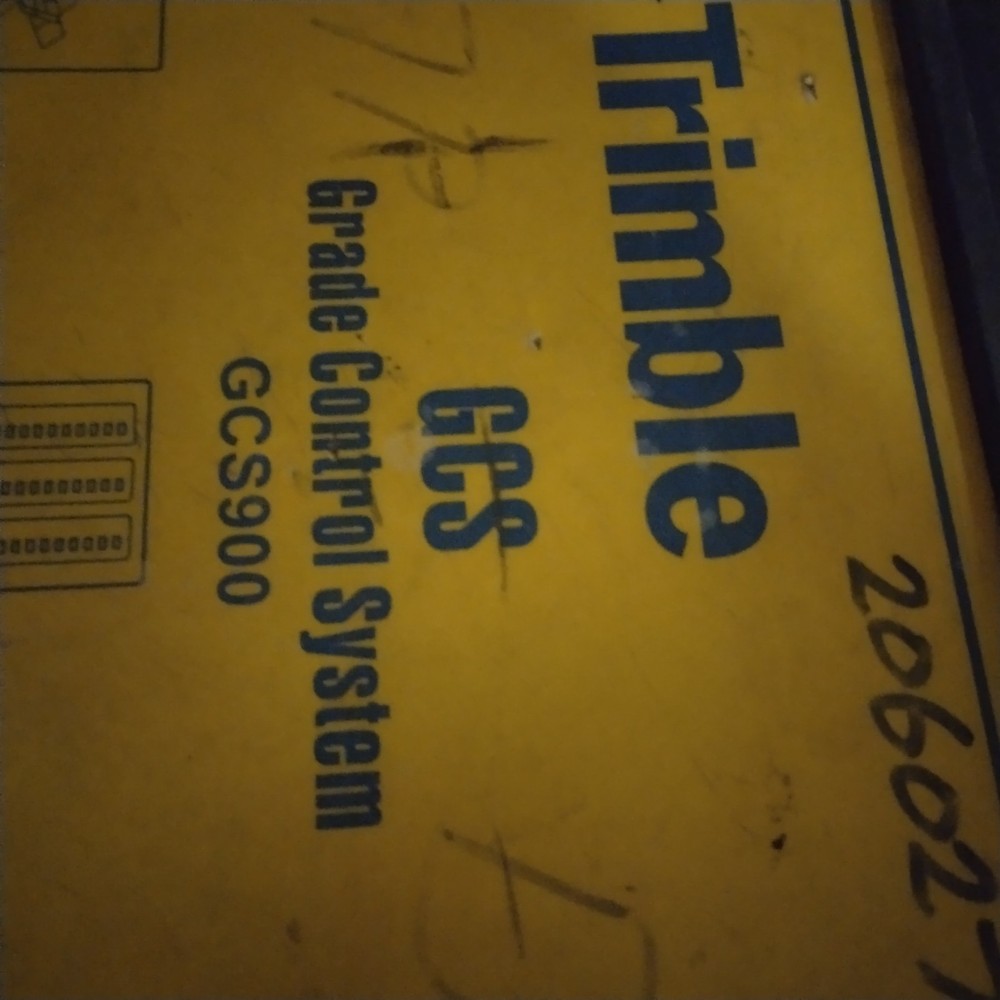 Trimble
206027
GCS
Grade Control System
GCS900